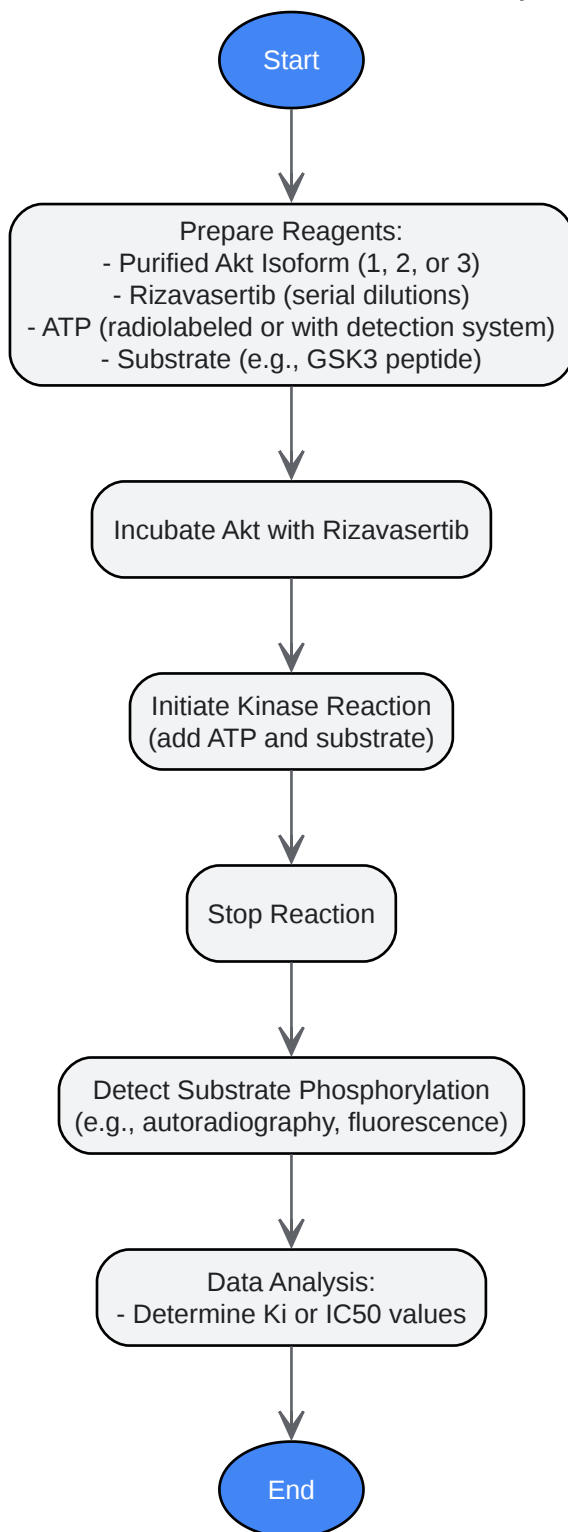 Start
Prepare Reagents:
- Purified Akt Isoform (1, 2, or 3)
- Rizavasertib (serial dilutions)
- ATP (radiolabeled or with detection system)
- Substrate (e.g., GSK3 peptide)
Incubate Akt with Rizavasertib
Initiate Kinase Reaction
(add ATP and substrate)
Stop Reaction
Detect Substrate Phosphorylation
(e.g., autoradiography, fluorescence)
Data Analysis:
- Determine Ki or IC50 values
End